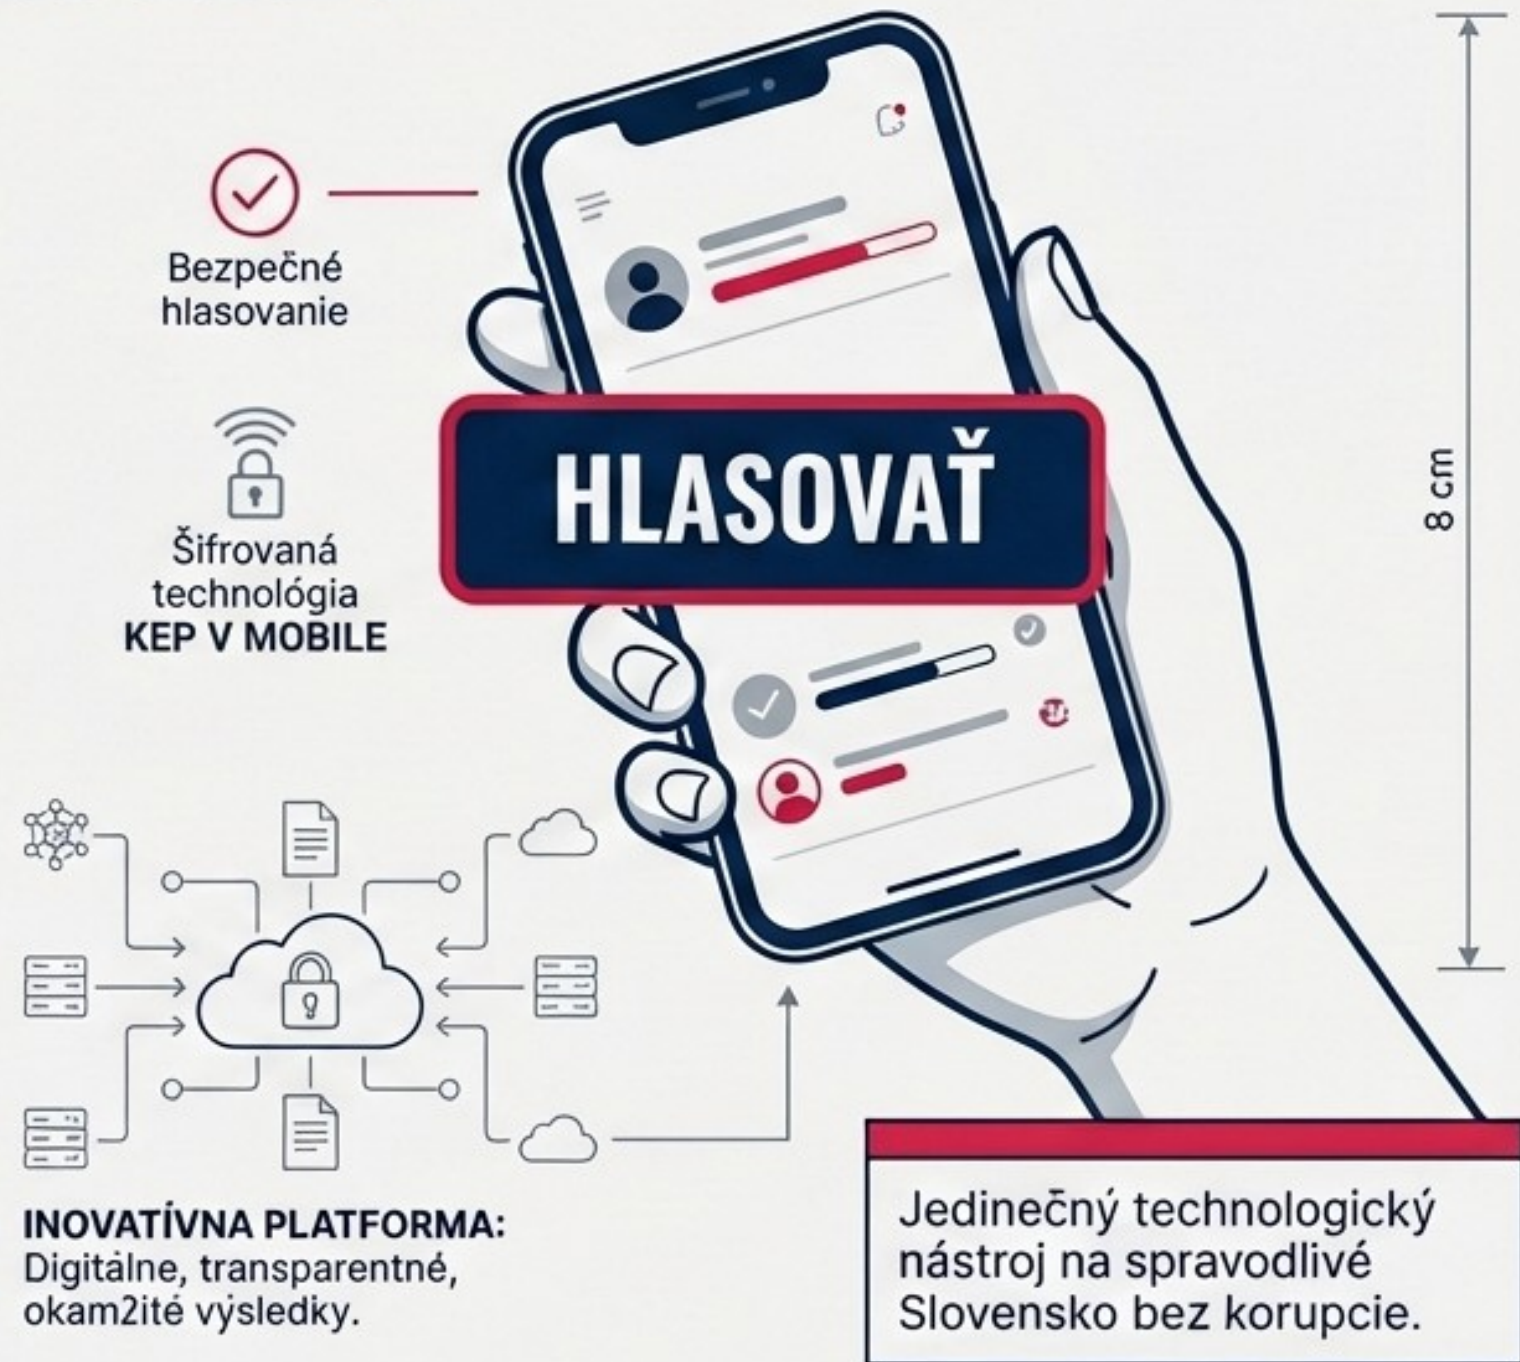 Bezpečné
hlasovanie
Šifrovaná
technológia
KEP V MOBILE
HLASOVAŤ
8 cm
INOVATÍVNA PLATFORMA:
Digitálne, transparentné,
okam2ité výsledky.
Jedinečný technologický
nástroj na spravodlivé
Slovensko bez korupcie.